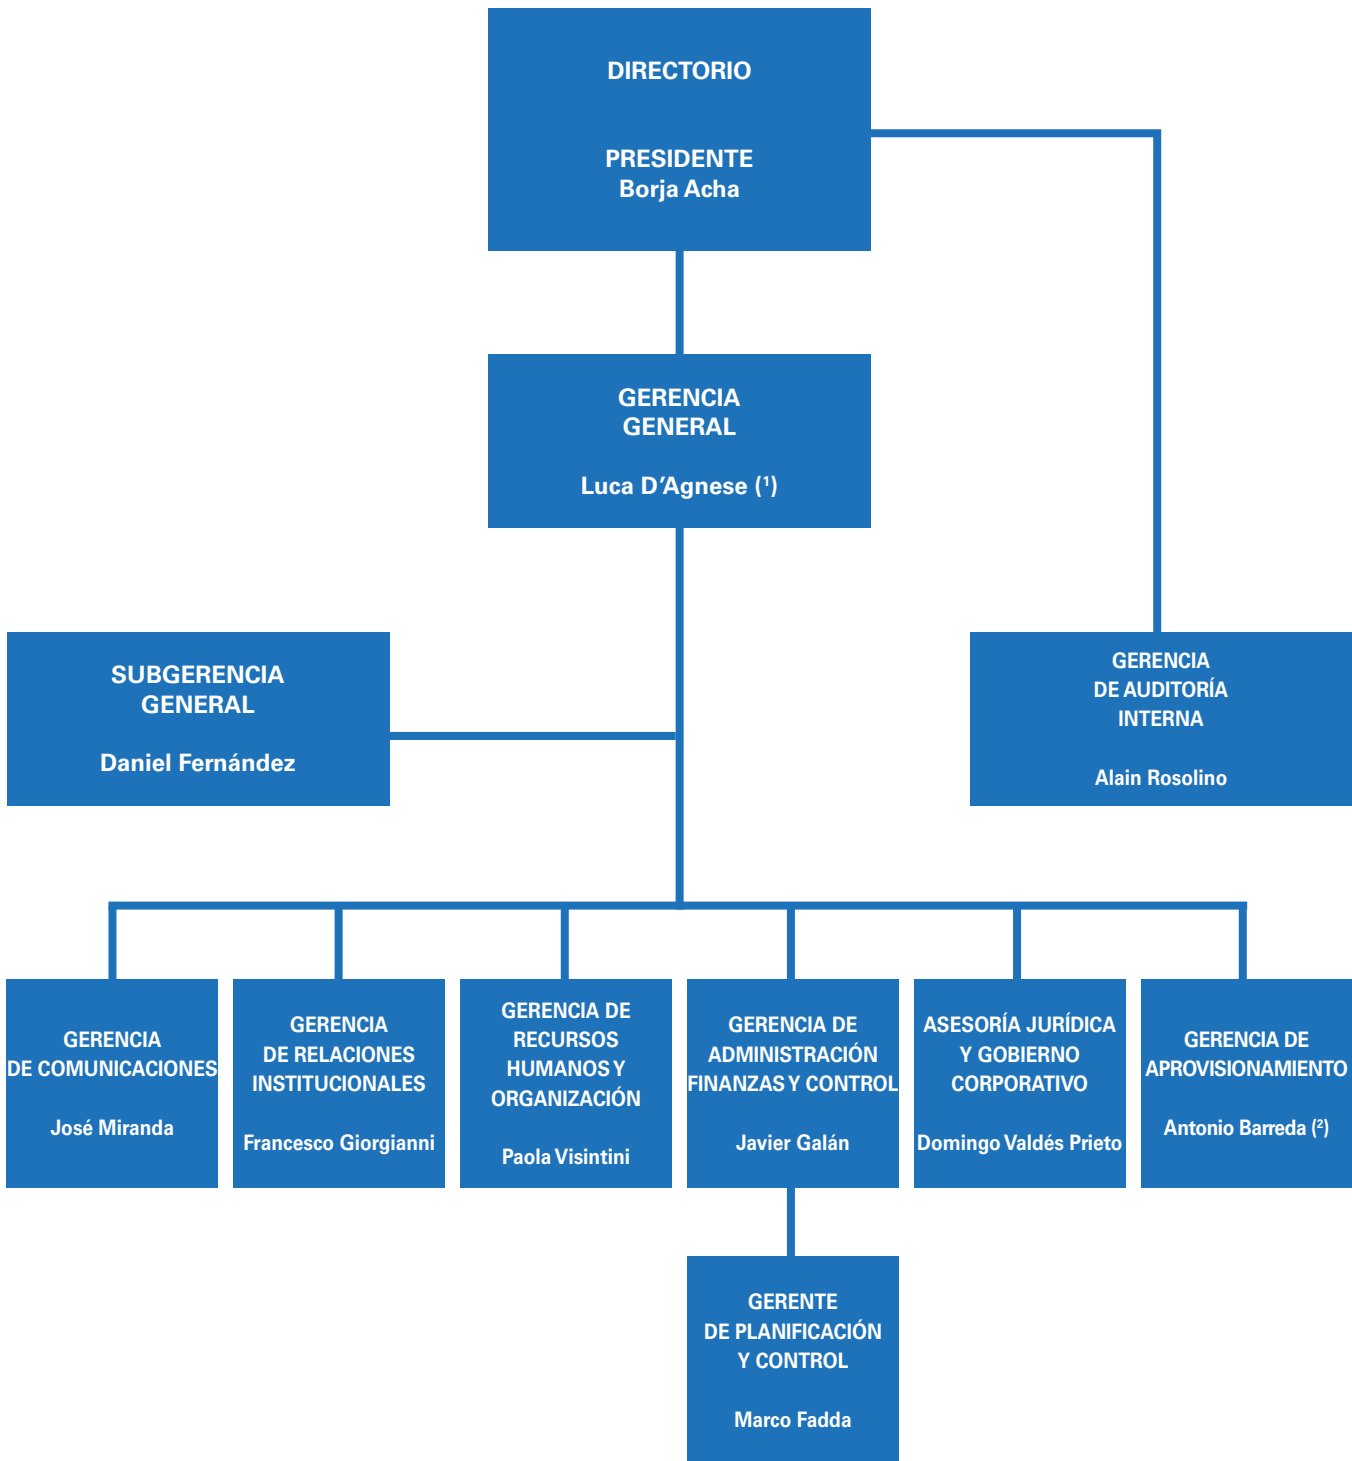 DIRECTORIO
PRESIDENTE
Borja Acha
GERENCIA
GENERAL
Luca D’Agnese (¹)
SUBGERENCIA
GENERAL
Daniel Fernández
GERENCIA
DE AUDITORÍA
INTERNA
Alain Rosolino
GERENCIA
DE COMUNICACIONES
José Miranda
GERENCIA
DE RELACIONES
INSTITUCIONALES
Francesco Giorgianni
GERENCIA DE
RECURSOS
HUMANOS Y
ORGANIZACIÓN
Paola Visintini
GERENCIA DE
ADMINISTRACIÓN
FINANZAS Y CONTROL
Javier Galán
ASESORÍA JURÍDICA
Y GOBIERNO
CORPORATIVO
Domingo Valdés Prieto
GERENCIA DE
APROVISIONAMIENTO
Antonio Barreda (²)
GERENTE
DE PLANIFICACIÓN
Y CONTROL
Marco Fadda